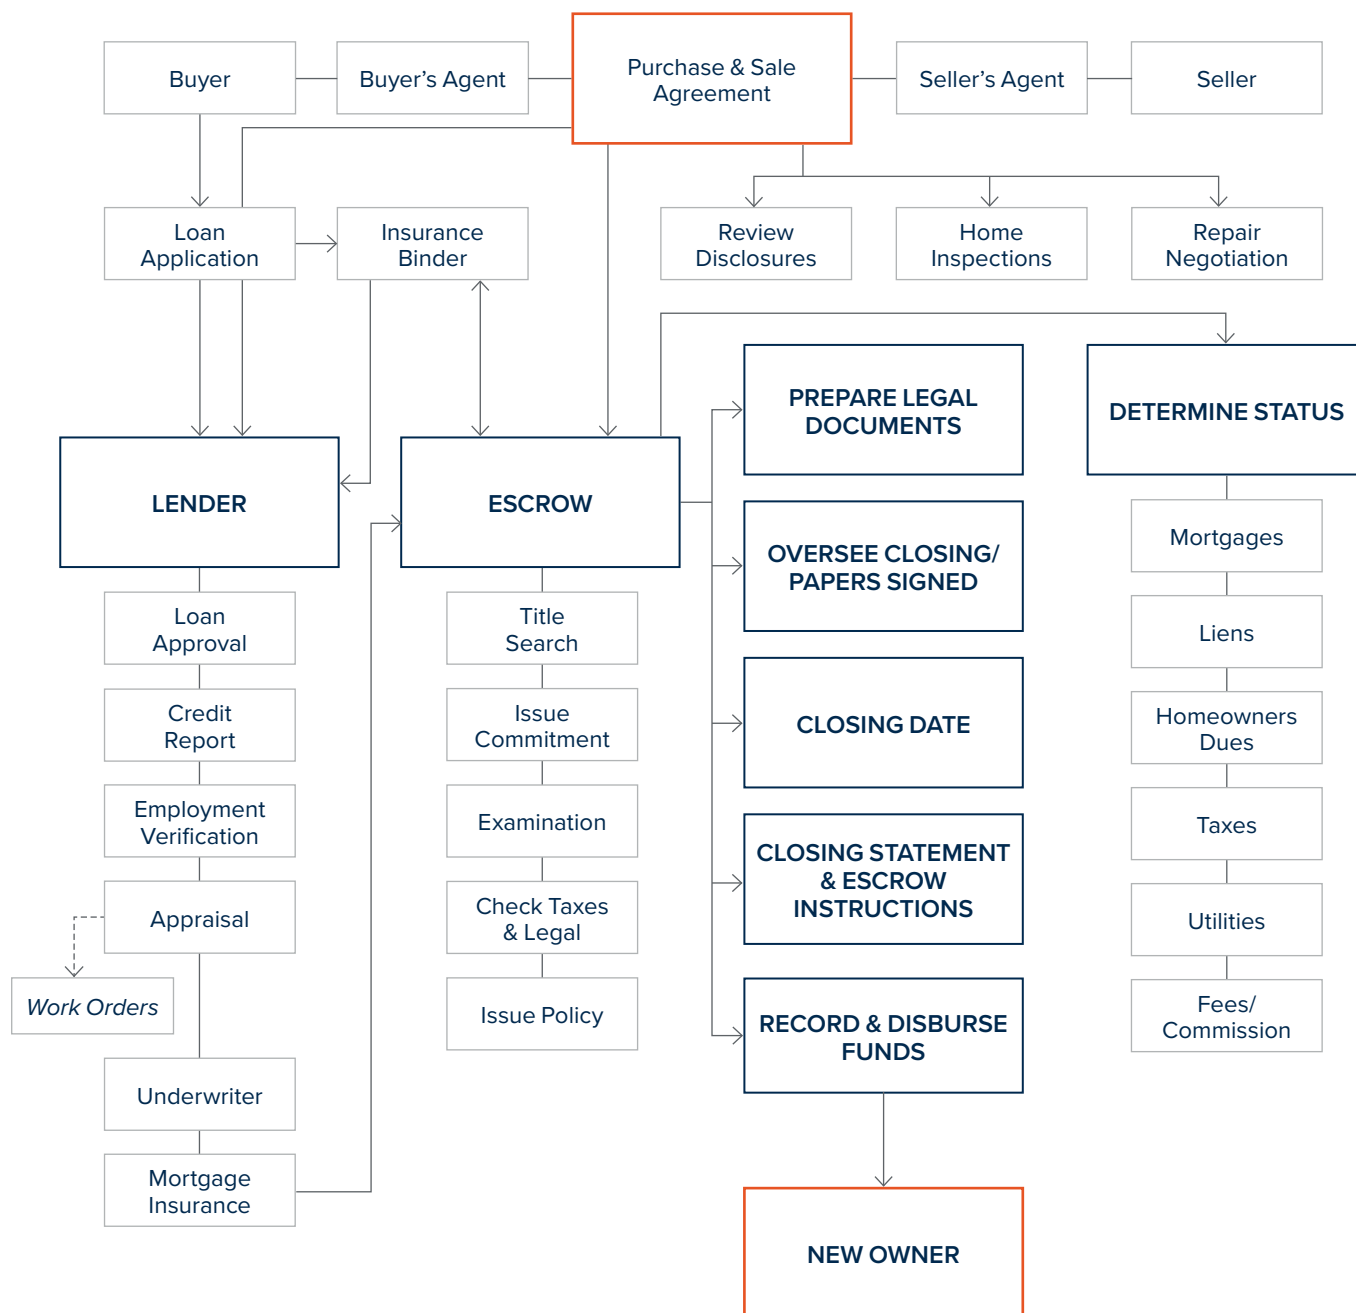 Buyer
Buyer's Agent
Purchase & Sale
Agreement
Seller's Agent
Seller
Loan
Application
Insurance
Binder
Review
Disclosures
Home
Inspections
Repair
Negotiation
LENDER
ESCROW
PREPARE LEGAL
DOCUMENTS
DETERMINE STATUS
OVERSEE CLOSING/
PAPERS SIGNED
CLOSING DATE
CLOSING STATEMENT
& ESCROW
INSTRUCTIONS
RECORD & DISBURSE
FUNDS
NEW OWNER
Loan
Approval
Credit
Report
Employment
Verification
Appraisal
Work Orders
Underwriter
Mortgage
Insurance
Title
Search
Issue
Commitment
Examination
Check Taxes
& Legal
Issue Policy
Mortgages
Liens
Homeowners
Dues
Taxes
Utilities
Fees/
Commission